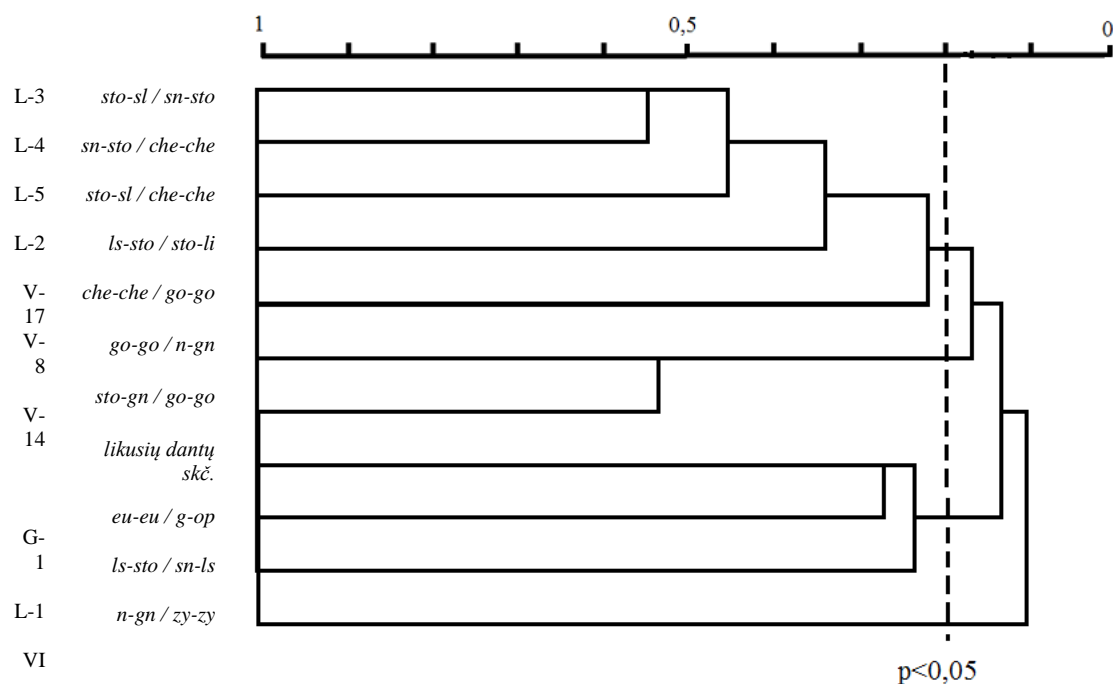 1 0,5 0
L-3 sto-sl / sn-sto
L-4 sn-sto / che-che
L-5 sto-sl / che-che
L-2 ls-sto / sto-li
V-
17 che-che / go-go
V-
8 go-go / n-gn
sto-gn / go-go
V-
14
likusių dantų
skč.
eu-eu / g-op
G-
1 ls-sto / sn-ls
L-1 n-gn / zy-zy
VI
p<0,05